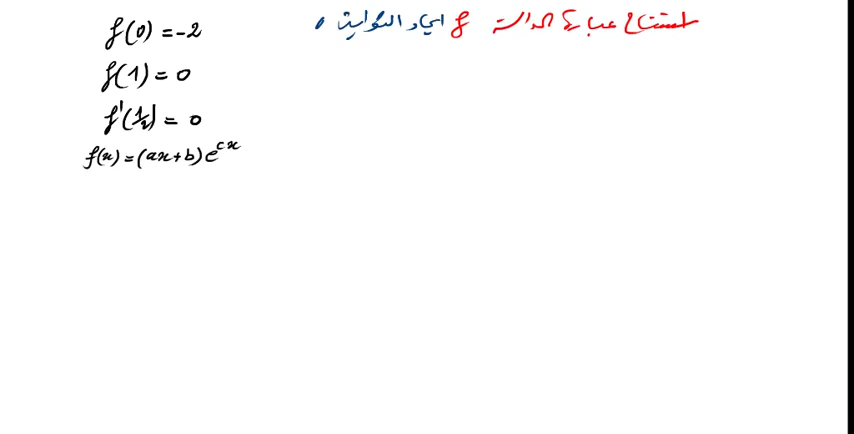 استنتاج عبارة الدالة f ايجاد الثوابت
f(0) = -2
f(1) = 0
f'(1/2) = 0
f(x) = (ax+b)e^{cx}